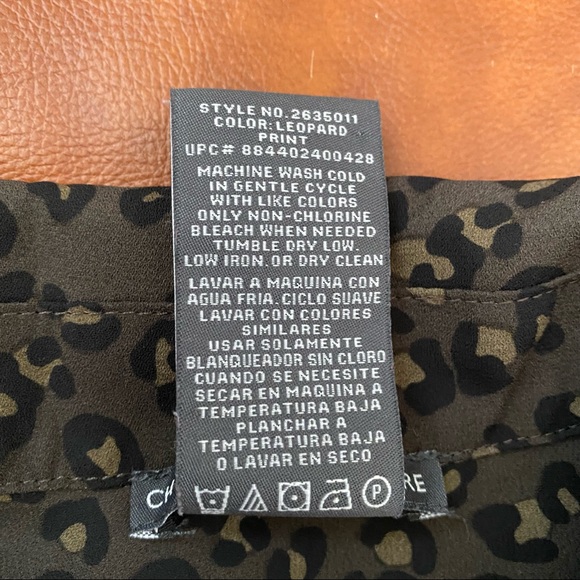 STYLE NO.2635011
COLOR:LEOPARD
PRINT
UPC# 884402400428
MACHINE WASH COLD
IN GENTLE CYCLE
WITH LIKE COLORS
ONLY NON-CHLORINE
BLEACH WHEN NEEDED
TUMBLE DRY LOW.
LOW IRON. OR DRY CLEAN
LAVAR A MAQUINA CON
AGUA FRIA. CICLO SUAVE
LAVAR CON COLORES
SIMILARES
USAR SOLAMENTE
BLANQUEADOR SIN CLORO
CUANDO SE NECESITE
SECAR EN MAQUINA A
TEMPERATURA BAJA
PLANCHAR A
TEMPERATURA BAJA
O LAVAR EN SECO
P